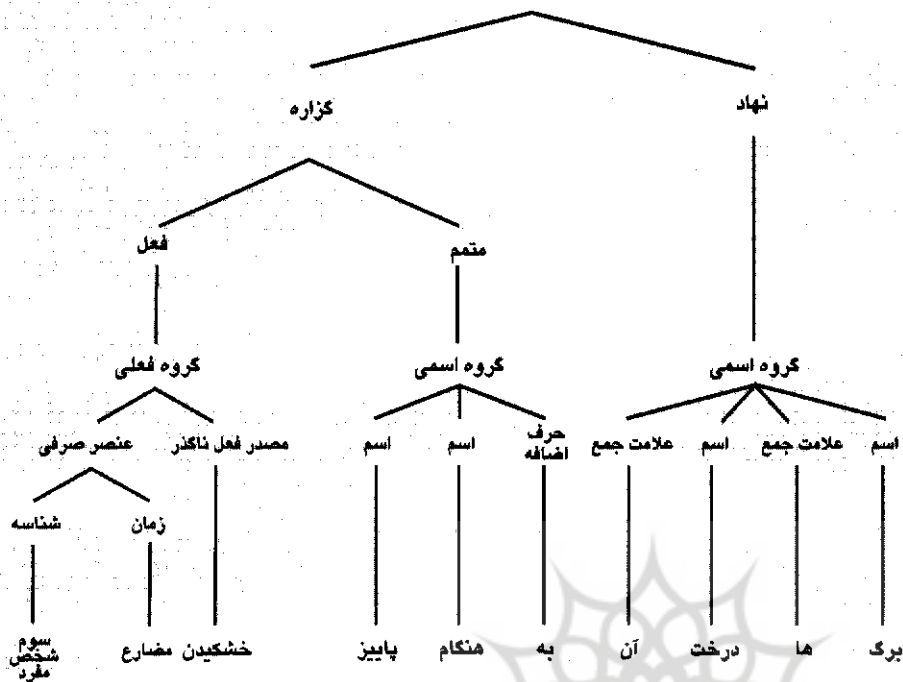 نهاد
گزاره
متمم
فعل
گروه اسمی
گروه اسمی
گروه فعلی
اسم
علامت جمع
اسم
علامت جمع
حرف
اضافه
اسم
اسم
مصدر فعل ناگذر
عنصر صرفی
زمان
شناسه
برگ
ها
درخت
آن
به
هنگام
پاییز
خشکیدن
مضارع
سوم
شخص
مفرد